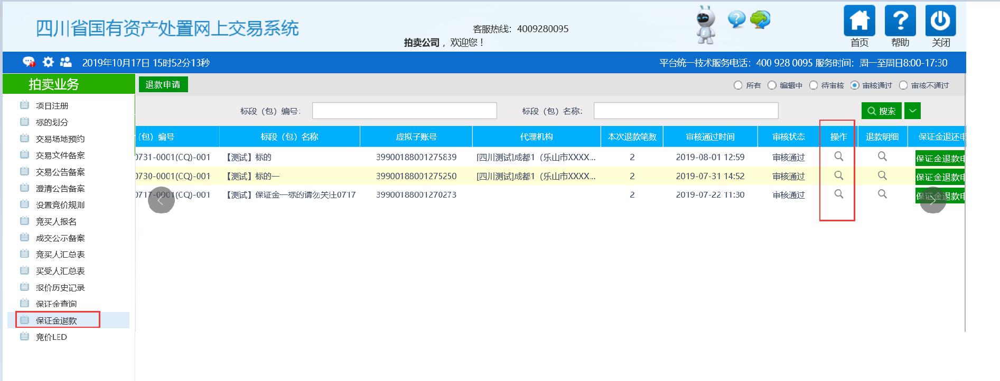 四川省国有资产处置网上交易系统
客服热线：4009280095
拍卖公司 ，欢迎您！
首页 帮助 关闭
2019年10月17日 15时52分13秒
平台统一技术服务电话：400 928 0095 服务时间：周一至周日8:00-17:30
拍卖业务
退款申请
所有 编辑中 待审核 审核通过 审核不通过
标段（包）编号： 标段（包）名称： 搜索
（包）编号 标段（包）名称 虚拟子账号 代理机构 本次退款笔数 审核通过时间 审核状态 操作 退款明细 保证金退还申
0731-0001(CQ)-001 【测试】标的 39900188001275839 [四川测试]成都1（乐山市XXXX... 2 2019-08-01 12:59 审核通过 保证金退款申
0730-0001(CQ)-001 【测试】标的一 39900188001275250 [四川测试]成都1（乐山市XXXX... 2 2019-07-31 14:52 审核通过 保证金退款申
0717-0001(CQ)-001 【测试】保证金一标的请勿关注0717 39900188001270273 2 2019-07-22 11:30 审核通过 保证金退款申
项目注册
标的划分
交易场地预约
交易文件备案
交易公告备案
澄清公告备案
设置竞价规则
竞买人报名
成交公示备案
竞买人汇总表
买受人汇总表
报价历史记录
保证金查询
保证金退款
竞价LED